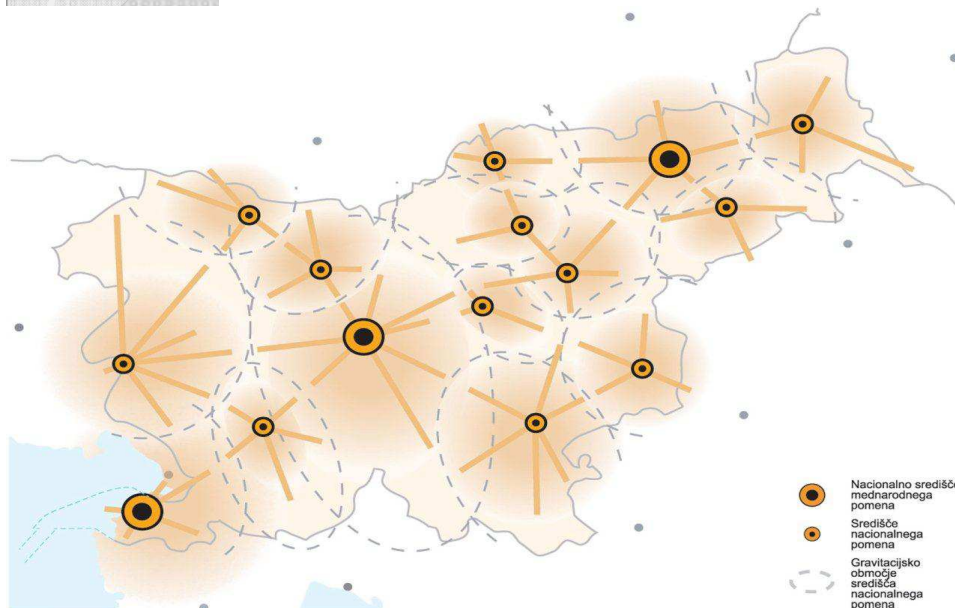 Nacionalno središče
mednarodnega
pomena
Središče
nacionalnega
pomena
Gravitacijsko
območje
središča
nacionalnega
pomena